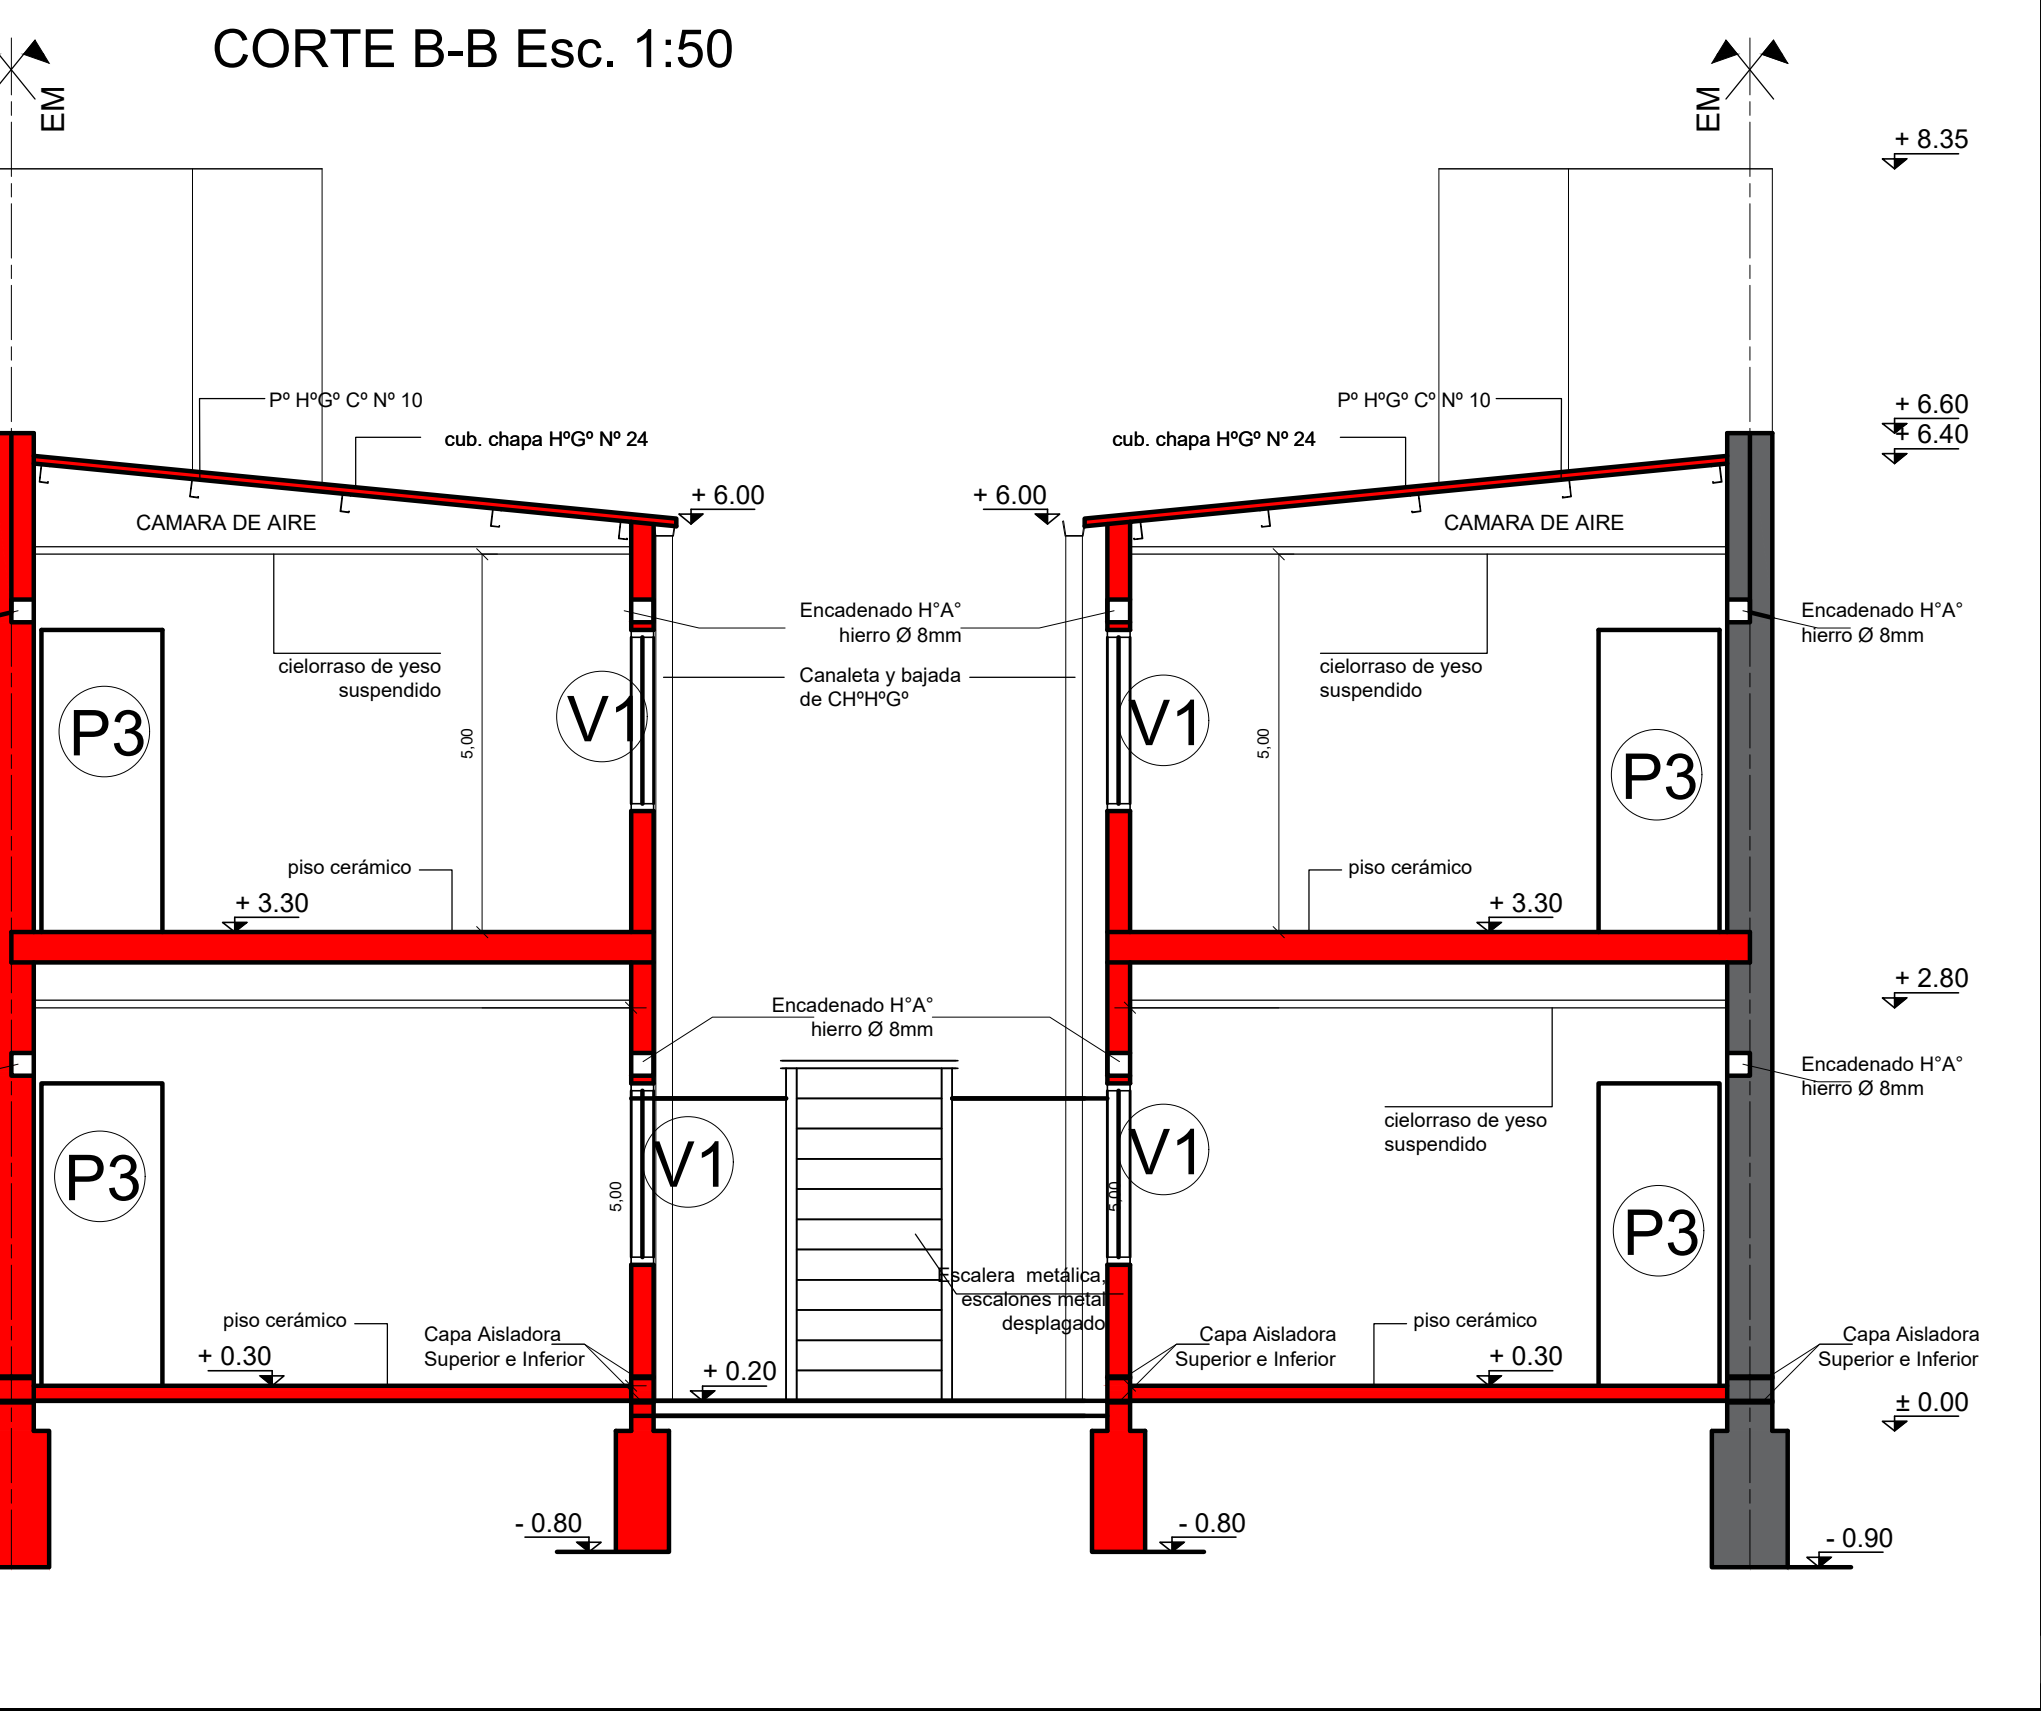 CORTE B-B Esc. 1:50
EM
EM
+ 8.35
Pº HºGº Cº Nº 10
Pº HºGº Cº Nº 10
+ 6.60
cub. chapa HºGº Nº 24
cub. chapa HºGº Nº 24
+ 6.40
+ 6.00
+ 6.00
CAMARA DE AIRE
CAMARA DE AIRE
Encadenado H°A°
hierro Ø 8mm
Encadenado H°A°
hierro Ø 8mm
cielorraso de yeso
suspendido
Canaleta y bajada
de CHºHºGº
cielorraso de yeso
suspendido
P3
V1
V1
P3
5,00
5,00
piso cerámico
piso cerámico
+ 3.30
+ 3.30
+ 2.80
Encadenado H°A°
hierro Ø 8mm
Encadenado H°A°
hierro Ø 8mm
cielorraso de yeso
suspendido
P3
V1
V1
P3
5,00
5,00
Escalera metálica,
escalones metal
desplagado
piso cerámico
piso cerámico
Capa Aisladora
Superior e Inferior
Capa Aisladora
Superior e Inferior
Capa Aisladora
Superior e Inferior
+ 0.30
+ 0.20
+ 0.30
± 0.00
- 0.80
- 0.80
- 0.90